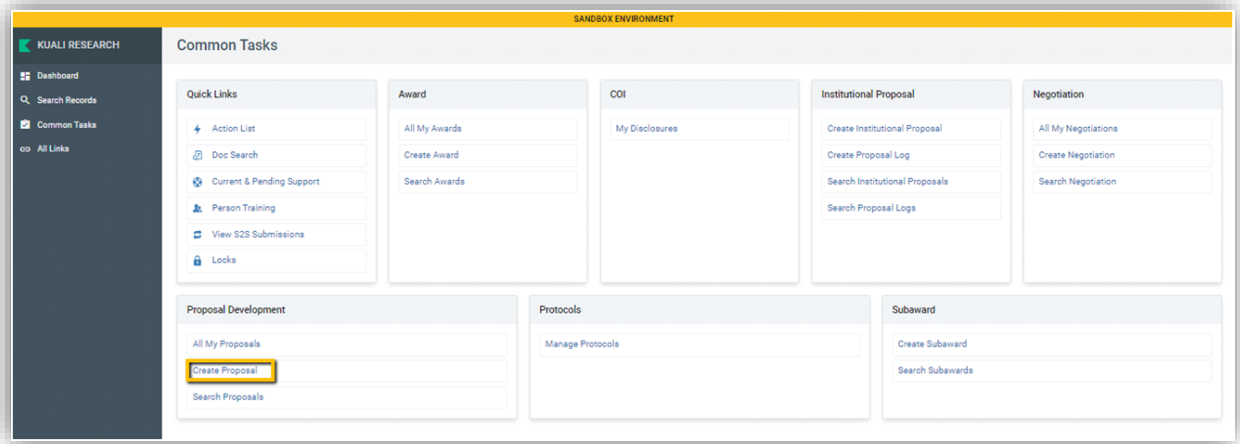 SANDBOX ENVIRONMENT
KUALI RESEARCH
Dashboard
Search Records
Common Tasks
All Links
Common Tasks
Quick Links
Action List
Doc Search
Current & Pending Support
Person Training
View S2S Submissions
Locks
Award
All My Awards
Create Award
Search Awards
COI
My Disclosures
Institutional Proposal
Create Institutional Proposal
Create Proposal Log
Search Institutional Proposals
Search Proposal Logs
Negotiation
All My Negotiations
Create Negotiation
Search Negotiation
Proposal Development
All My Proposals
Create Proposal
Search Proposals
Protocols
Manage Protocols
Subaward
Create Subaward
Search Subawards